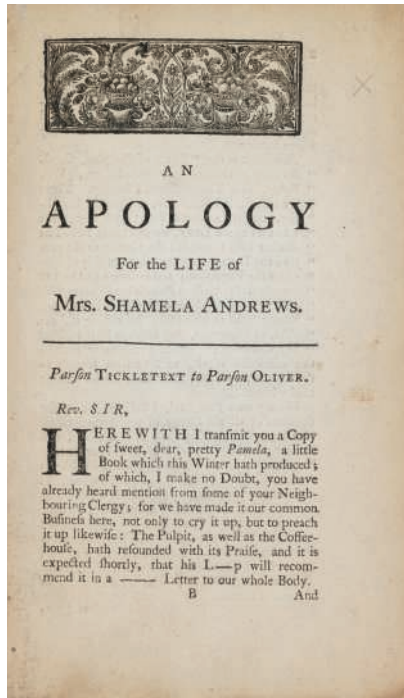 AN
APOLOGY
For the LIFE of
Mrs. SHAMELA ANDREWS.
Parſon TICKLETEXT to Parſon OLIVER.
Rev. SIR,
HEREWITH I tranſmit you a Copy
of ſweet, dear, pretty Pamela, a little
Book which this Winter hath produced;
of which, I make no Doubt, you have
already heard mention from ſome of your Neigh-
bouring Clergy; for we have made it our common
Buſineſs here, not only to cry it up, but to preach
it up likewiſe: The Pulpit, as well as the Coffee-
houſe, hath reſounded with its Praiſe, and it is
expected ſhortly, that his L—p will recom-
mend it in a —— Letter to our whole Body.
B And